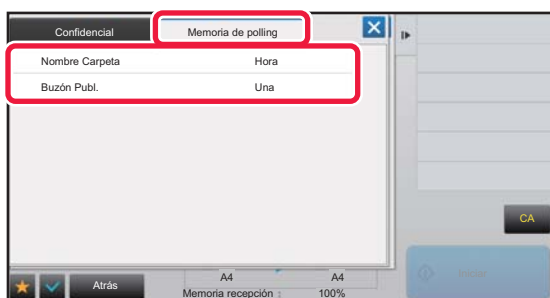 Confidencial Memoria de polling
Nombre Carpeta Hora
Buzón Publ. Una
CA
A4 A4
Atrás
Memoria recepción 100%